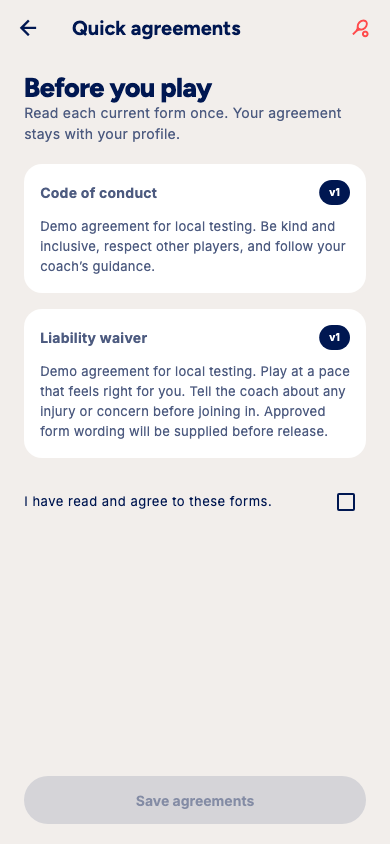 Quick agreements
Before you play
Read each current form once. Your agreement
stays with your profile.
Code of conduct
v1
Demo agreement for local testing. Be kind and
inclusive, respect other players, and follow your
coach’s guidance.
Liability waiver
v1
Demo agreement for local testing. Play at a pace
that feels right for you. Tell the coach about any
injury or concern before joining in. Approved
form wording will be supplied before release.
I have read and agree to these forms.
Save agreements